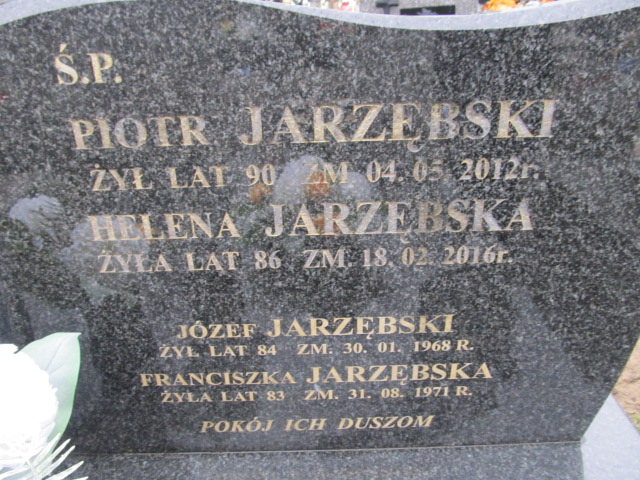 Ś.P.
PIOTR JARZĘBSKI
ŻYŁ LAT 90 ZM 04. 05. 2012r.
HELENA JARZĘBSKA
ŻYŁA LAT 86 ZM. 18. 02. 2016r.
JÓZEF JARZĘBSKI
ŻYŁ LAT 84 ZM. 30. 01. 1968 R.
FRANCISZKA JARZĘBSKA
ŻYŁA LAT 83 ZM. 31. 08. 1971 R.
POKÓJ ICH DUSZOM